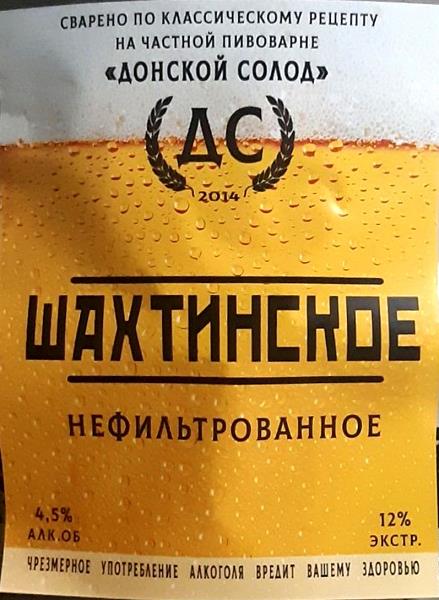 СВАРЕНО ПО КЛАССИЧЕСКОМУ РЕЦЕПТУ
НА ЧАСТНОЙ ПИВОВАРНЕ
«ДОНСКОЙ СОЛОД»
ДС
2014
ШАХТИНСКОЕ
НЕФИЛЬТРОВАННОЕ
4,5%
АЛК.ОБ
12%
ЭКСТР.
ЧРЕЗМЕРНОЕ УПОТРЕБЛЕНИЕ АЛКОГОЛЯ ВРЕДИТ ВАШЕМУ ЗДОРОВЬЮ